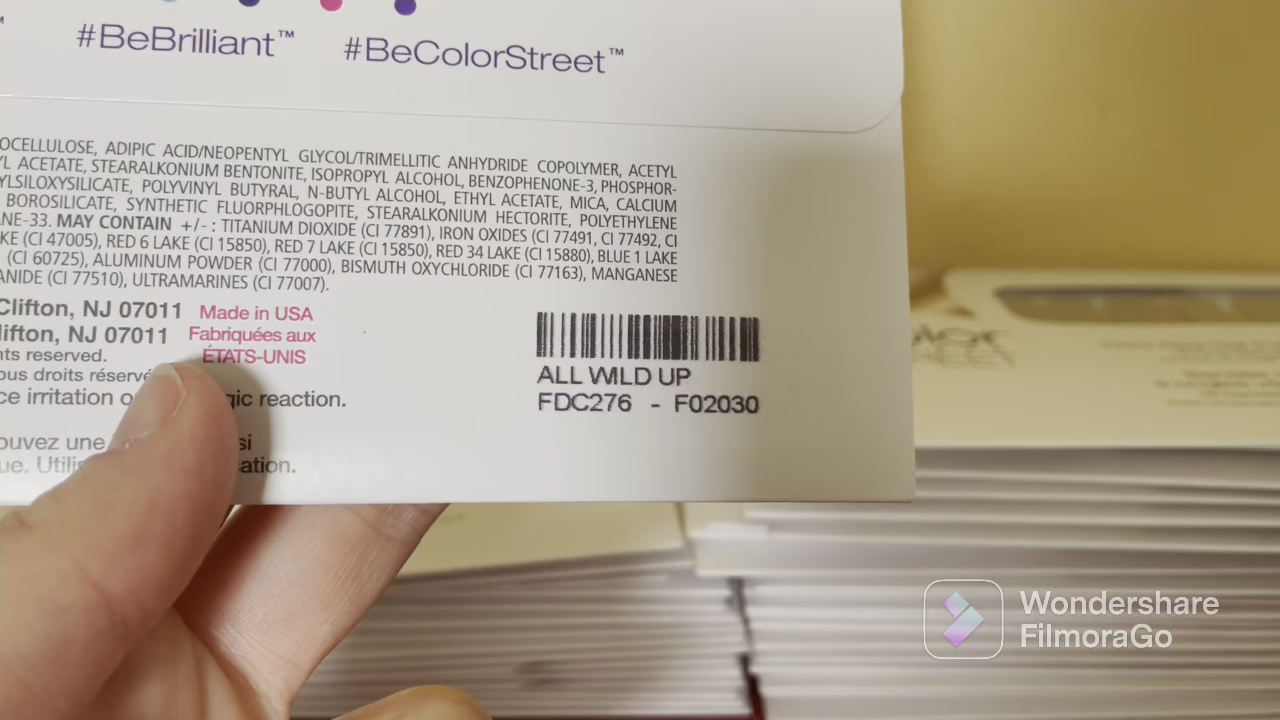 ™
#BeBrilliant™ #BeColorStreet™
OCELLULOSE, ADIPIC ACID/NEOPENTYL GLYCOL/TRIMELLITIC ANHYDRIDE COPOLYMER, ACETYL
YL ACETATE, STEARALKONIUM BENTONITE, ISOPROPYL ALCOHOL, BENZOPHENONE-3, PHOSPHOR-
YLSILOXYSILICATE, POLYVINYL BUTYRAL, N-BUTYL ALCOHOL, ETHYL ACETATE, MICA, CALCIUM
BOROSILICATE, SYNTHETIC FLUORPHLOGOPITE, STEARALKONIUM HECTORITE, POLYETHYLENE
NE-33. MAY CONTAIN +/- : TITANIUM DIOXIDE (CI 77891), IRON OXIDES (CI 77491, CI 77492, CI
KE (CI 47005), RED 6 LAKE (CI 15850), RED 7 LAKE (CI 15850), RED 34 LAKE (CI 15880), BLUE 1 LAKE
(CI 60725), ALUMINUM POWDER (CI 77000), BISMUTH OXYCHLORIDE (CI 77163), MANGANESE
ANIDE (CI 77510), ULTRAMARINES (CI 77007).
Clifton, NJ 07011 Made in USA
lifton, NJ 07011 Fabriquées aux
hts reserved. ÉTATS-UNIS
ous droits réservé
ce irritation o gic reaction.
ouvez une si
ue. Utilis ation.
ALL WILD UP
FDC276 - F02030
Wondershare
FilmoraGo